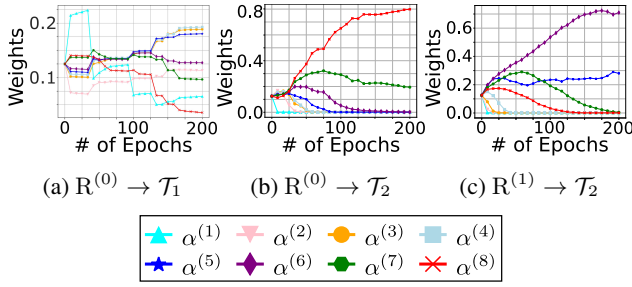 0.2
0.1
Weights
0 100 200
# of Epochs
0.8
0.4
0.0
Weights
0 100 200
# of Epochs
0.6
0.4
0.2
0.0
Weights
0 100 200
# of Epochs
(a) R⁽⁰⁾ → 𝒯₁
(b) R⁽⁰⁾ → 𝒯₂
(c) R⁽¹⁾ → 𝒯₂
α⁽¹⁾ α⁽²⁾ α⁽³⁾ α⁽⁴⁾
α⁽⁵⁾ α⁽⁶⁾ α⁽⁷⁾ α⁽⁸⁾